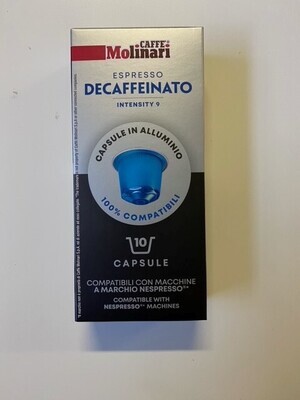 CAFFÈ
Molinari
ESPRESSO
DECAFFEINATO
INTENSITY 9
CAPSULE IN ALLUMINIO
100% COMPATIBILI
10
CAPSULE
COMPATIBILI CON MACCHINE
A MARCHIO NESPRESSO**
COMPATIBLE WITH
NESPRESSO** MACHINES